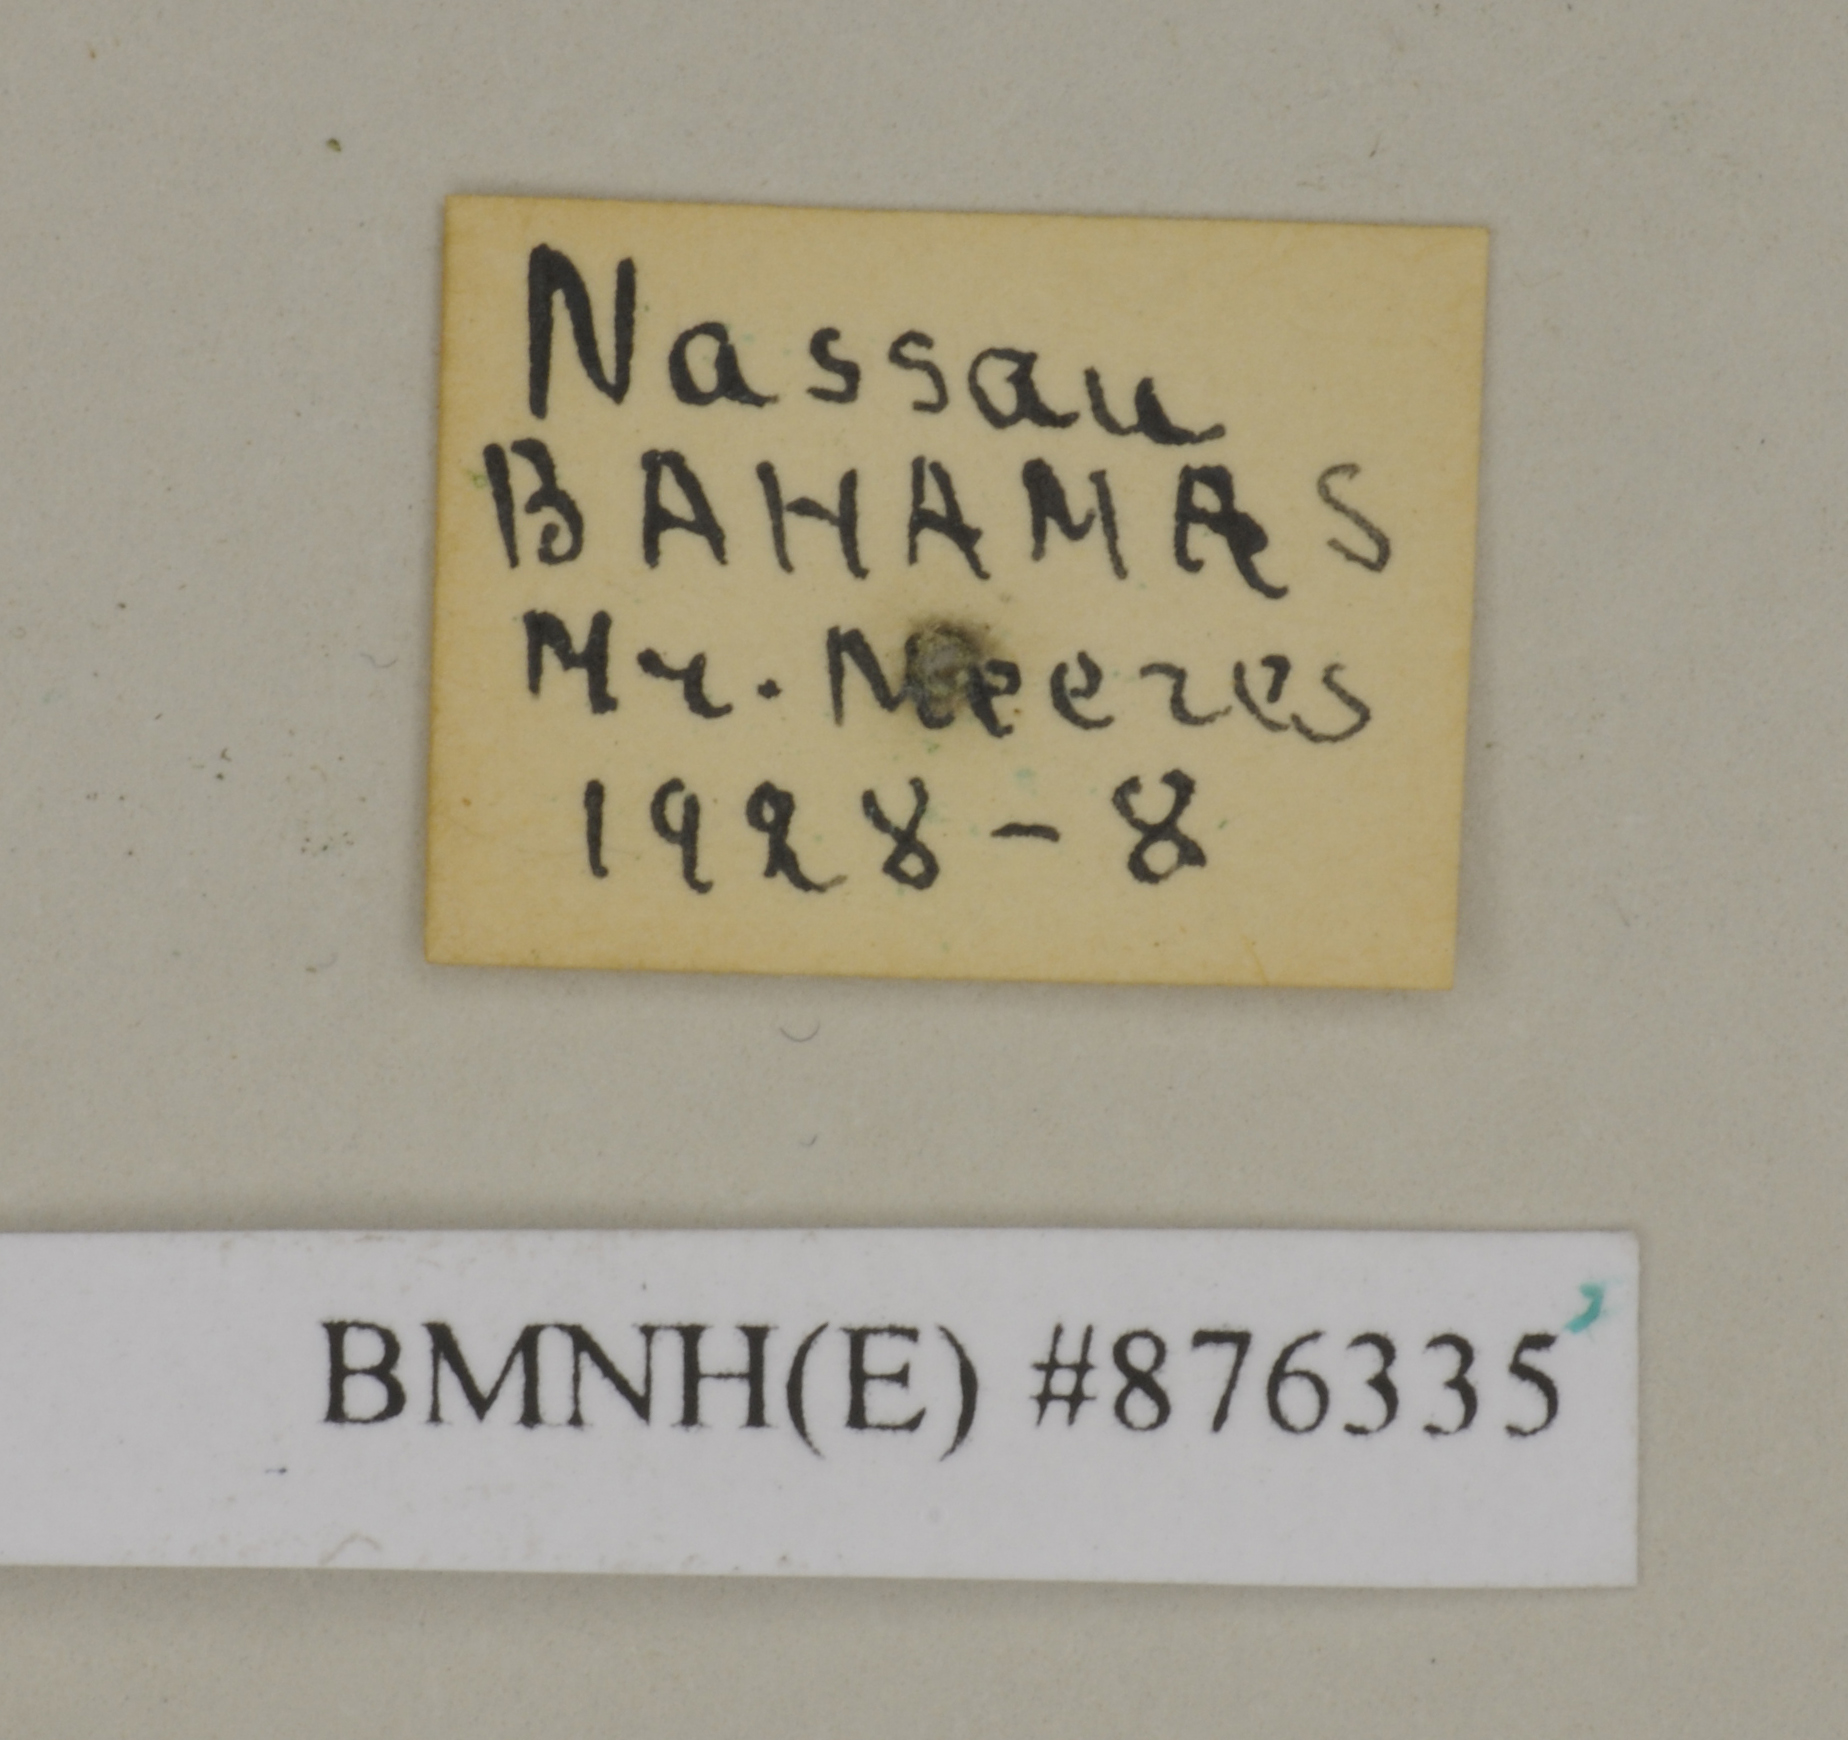 Nassau
BAHAMAS
Mr. Meeres
1928-8
BMNH(E) #876335